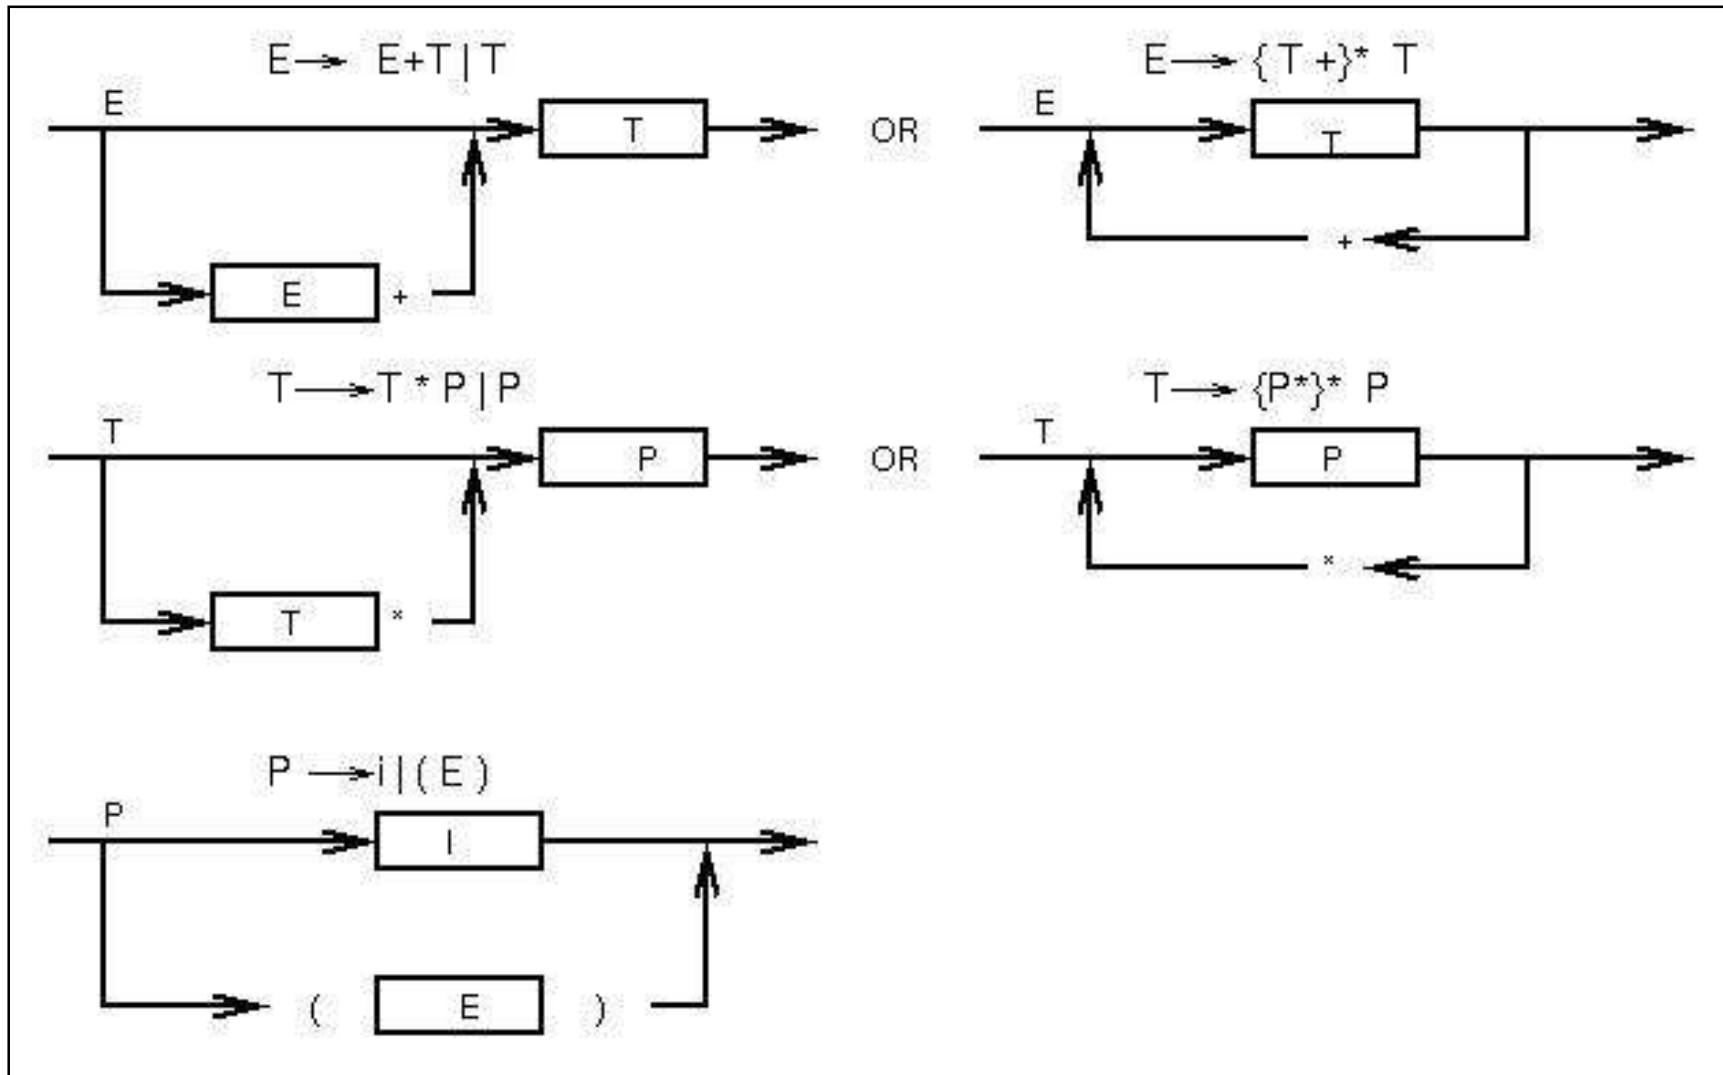 E→ E+T|T
E→{T+}* T
E
T
OR
E
T
+
E +
T→T*P|P
T→{P*}* P
T
P
OR
T
P
*
T *
P→i|(E)
P
I
( E )